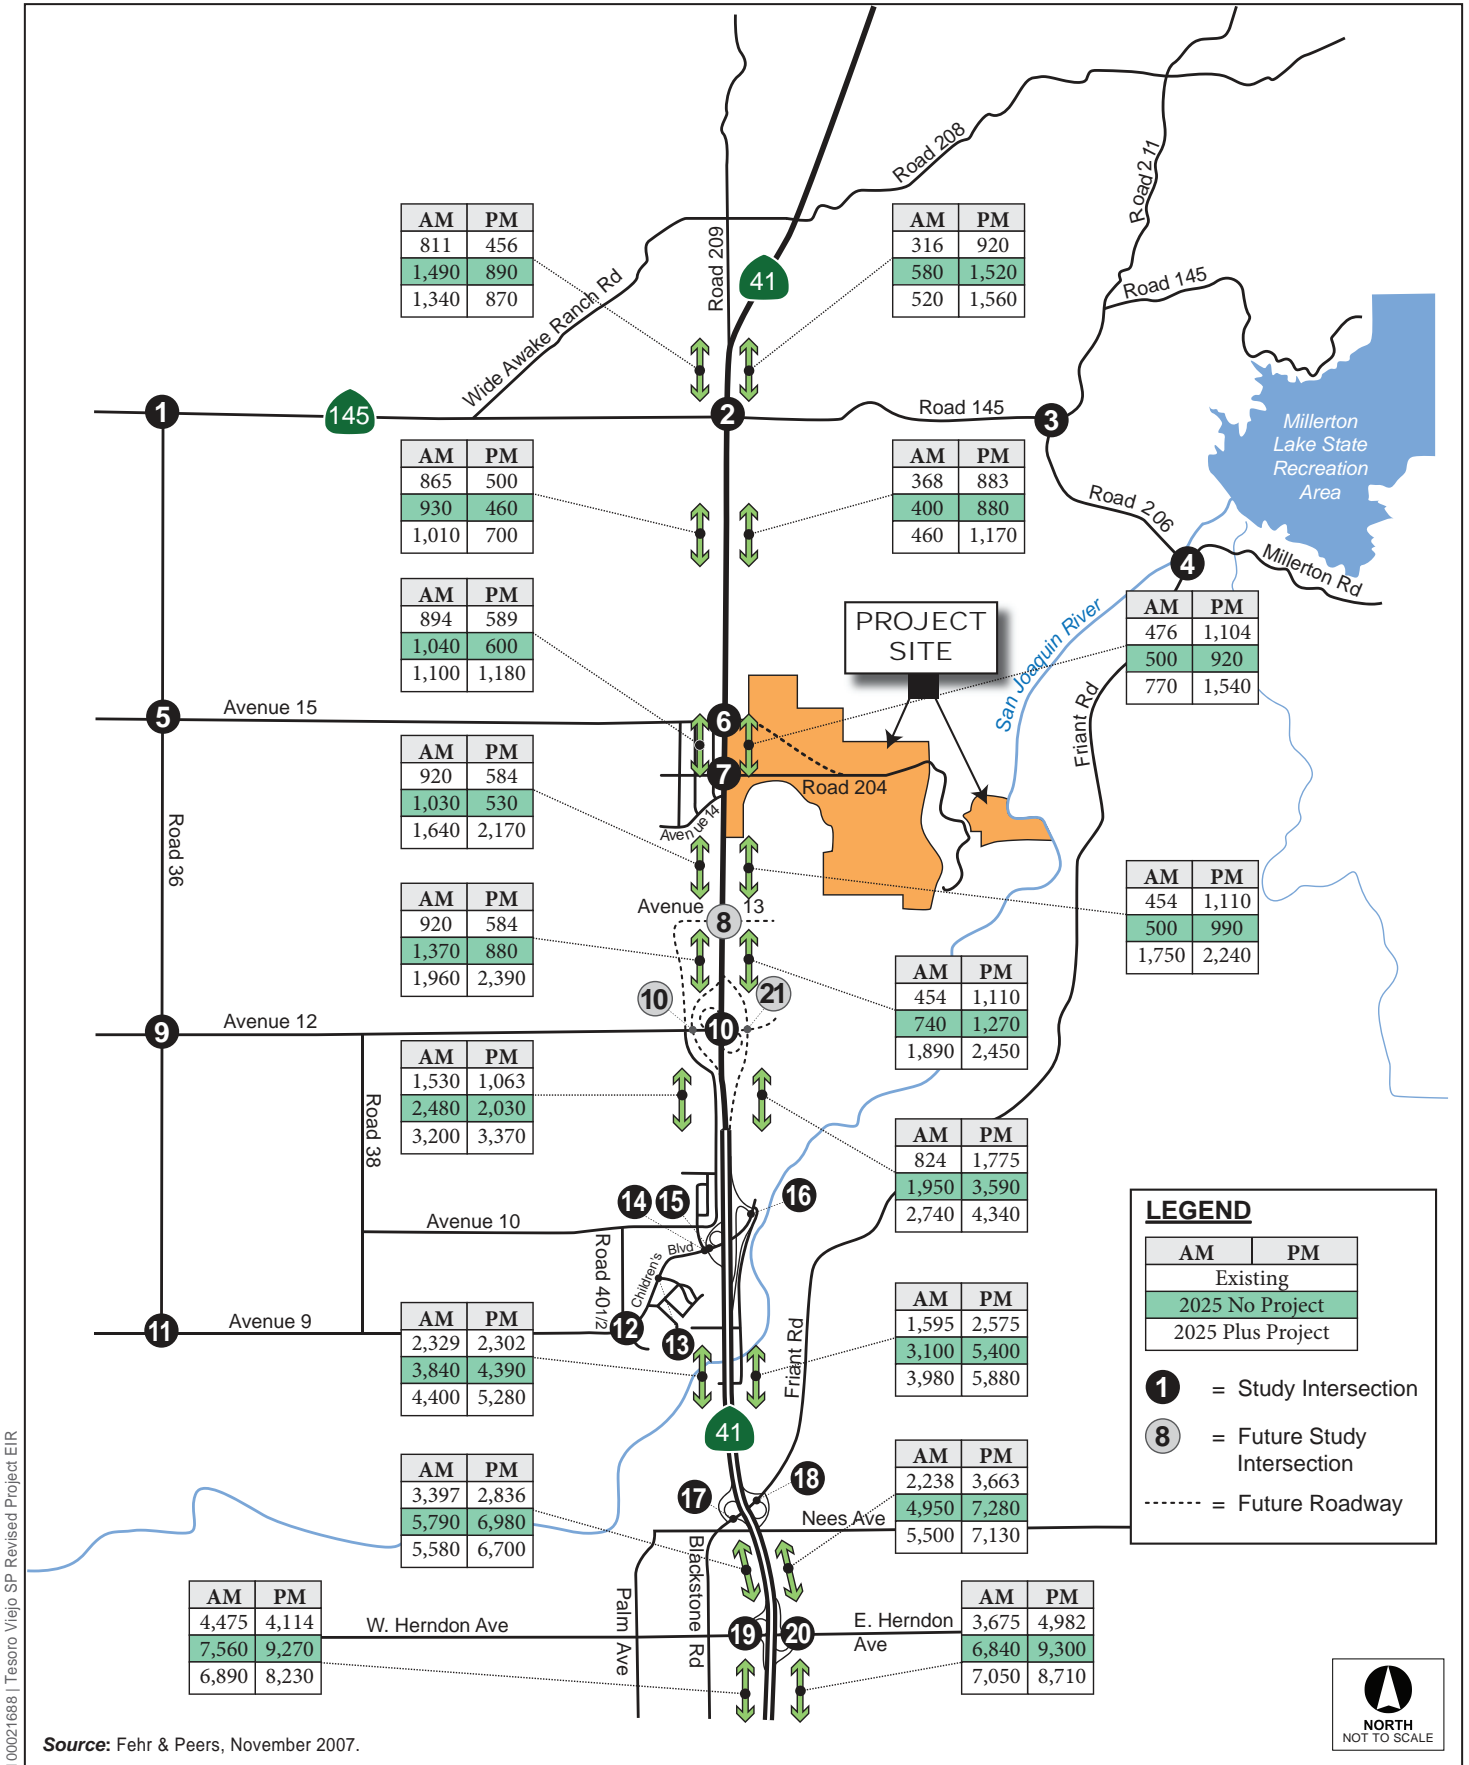 Road 208
Road 211
Road 209
AM PM
811 456
1,490 890
1,340 870
AM PM
316 920
580 1,520
520 1,560
41
Wide Awake Ranch Rd
Road 145
1
145
2
Road 145
3
Millerton
Lake State
Recreation
Area
AM PM
865 500
930 460
1,010 700
AM PM
368 883
400 880
460 1,170
Road 206
4
Millerton Rd
AM PM
894 589
1,040 600
1,100 1,180
PROJECT
SITE
San Joaquin River
AM PM
476 1,104
500 920
770 1,540
5
Avenue 15
6
Friant Rd
7
Road 204
AM PM
920 584
1,030 530
1,640 2,170
Avenue 14
Road 36
AM PM
454 1,110
500 990
1,750 2,240
AM PM
920 584
1,370 880
1,960 2,390
Avenue 13
8
AM PM
454 1,110
740 1,270
1,890 2,450
10
21
9
Avenue 12
10
AM PM
1,530 1,063
2,480 2,030
3,200 3,370
Road 38
AM PM
824 1,775
1,950 3,590
2,740 4,340
14
15
16
Avenue 10
Road 401/2
Children's Blvd
11
Avenue 9
12
13
AM PM
2,329 2,302
3,840 4,390
4,400 5,280
AM PM
1,595 2,575
3,100 5,400
3,980 5,880
Friant Rd
41
AM PM
3,397 2,836
5,790 6,980
5,580 6,700
AM PM
2,238 3,663
4,950 7,280
5,500 7,130
17
18
Nees Ave
Blackstone Rd
Palm Ave
AM PM
4,475 4,114
7,560 9,270
6,890 8,230
W. Herndon Ave
19
20
E. Herndon
Ave
AM PM
3,675 4,982
6,840 9,300
7,050 8,710
LEGEND
AM PM
Existing
2025 No Project
2025 Plus Project
1 = Study Intersection
8 = Future Study
Intersection
= Future Roadway
NORTH
NOT TO SCALE
Source: Fehr & Peers, November 2007.
100021688 | Tesoro Viejo SP Revised Project EIR